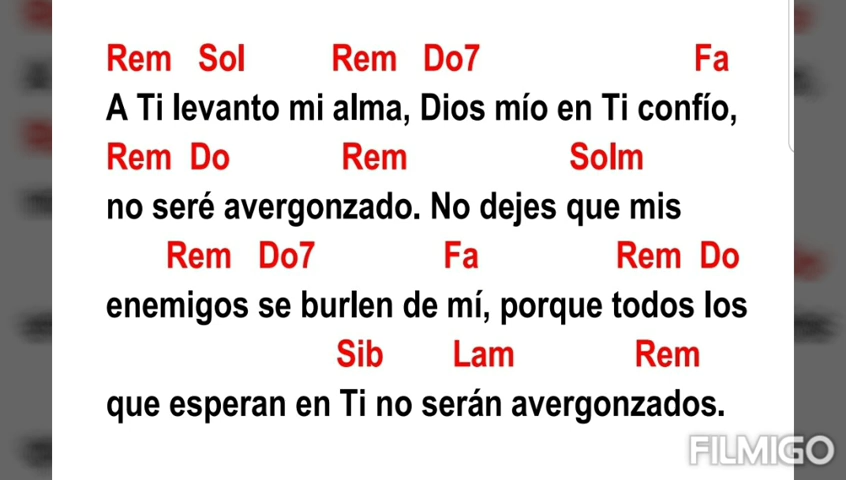 Rem Sol Rem Do7 Fa
A Ti levanto mi alma, Dios mío en Ti confío,
Rem Do Rem Solm
no seré avergonzado. No dejes que mis
Rem Do7 Fa Rem Do
enemigos se burlen de mí, porque todos los
Sib Lam Rem
que esperan en Ti no serán avergonzados.
FILMIGO